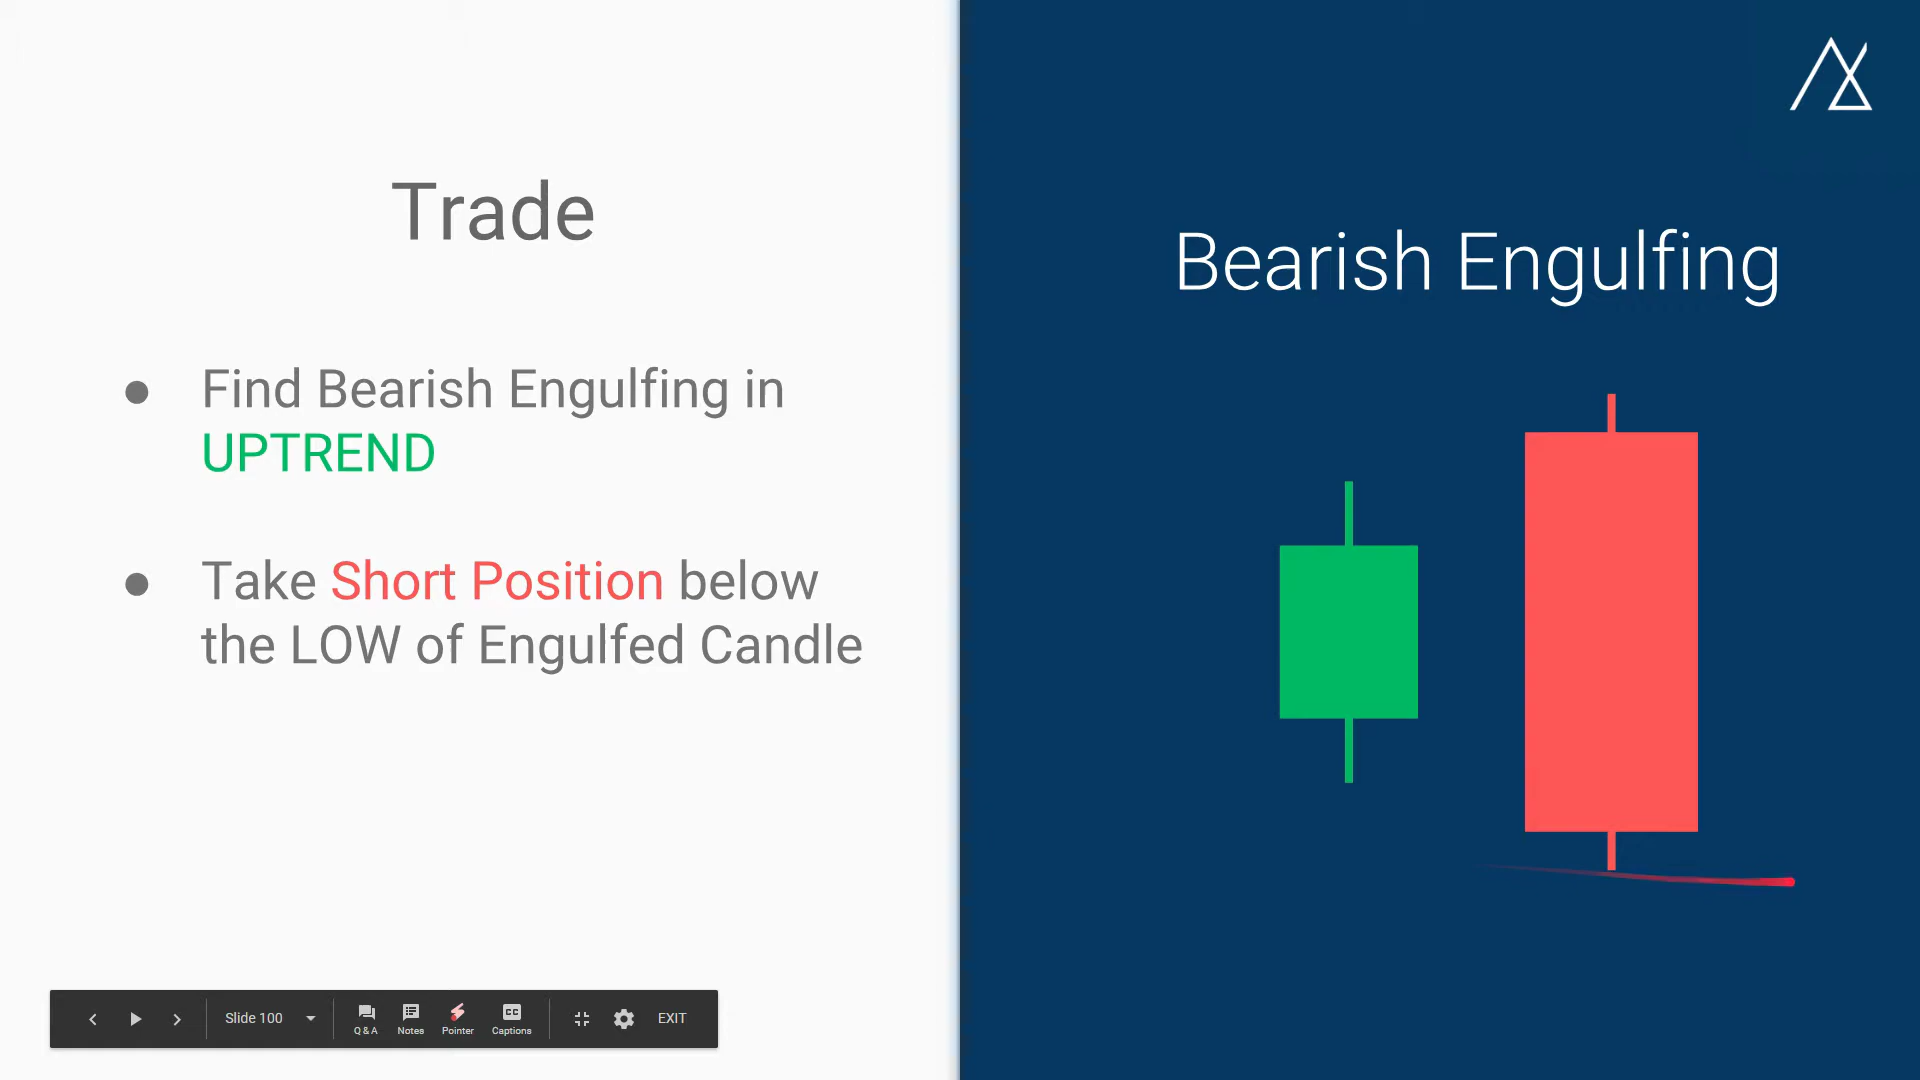 Trade
● Find Bearish Engulfing in
UPTREND
● Take Short Position below
the LOW of Engulfed Candle
Bearish Engulfing
Slide 100
Q & A
Notes
Pointer
CC
Captions
EXIT